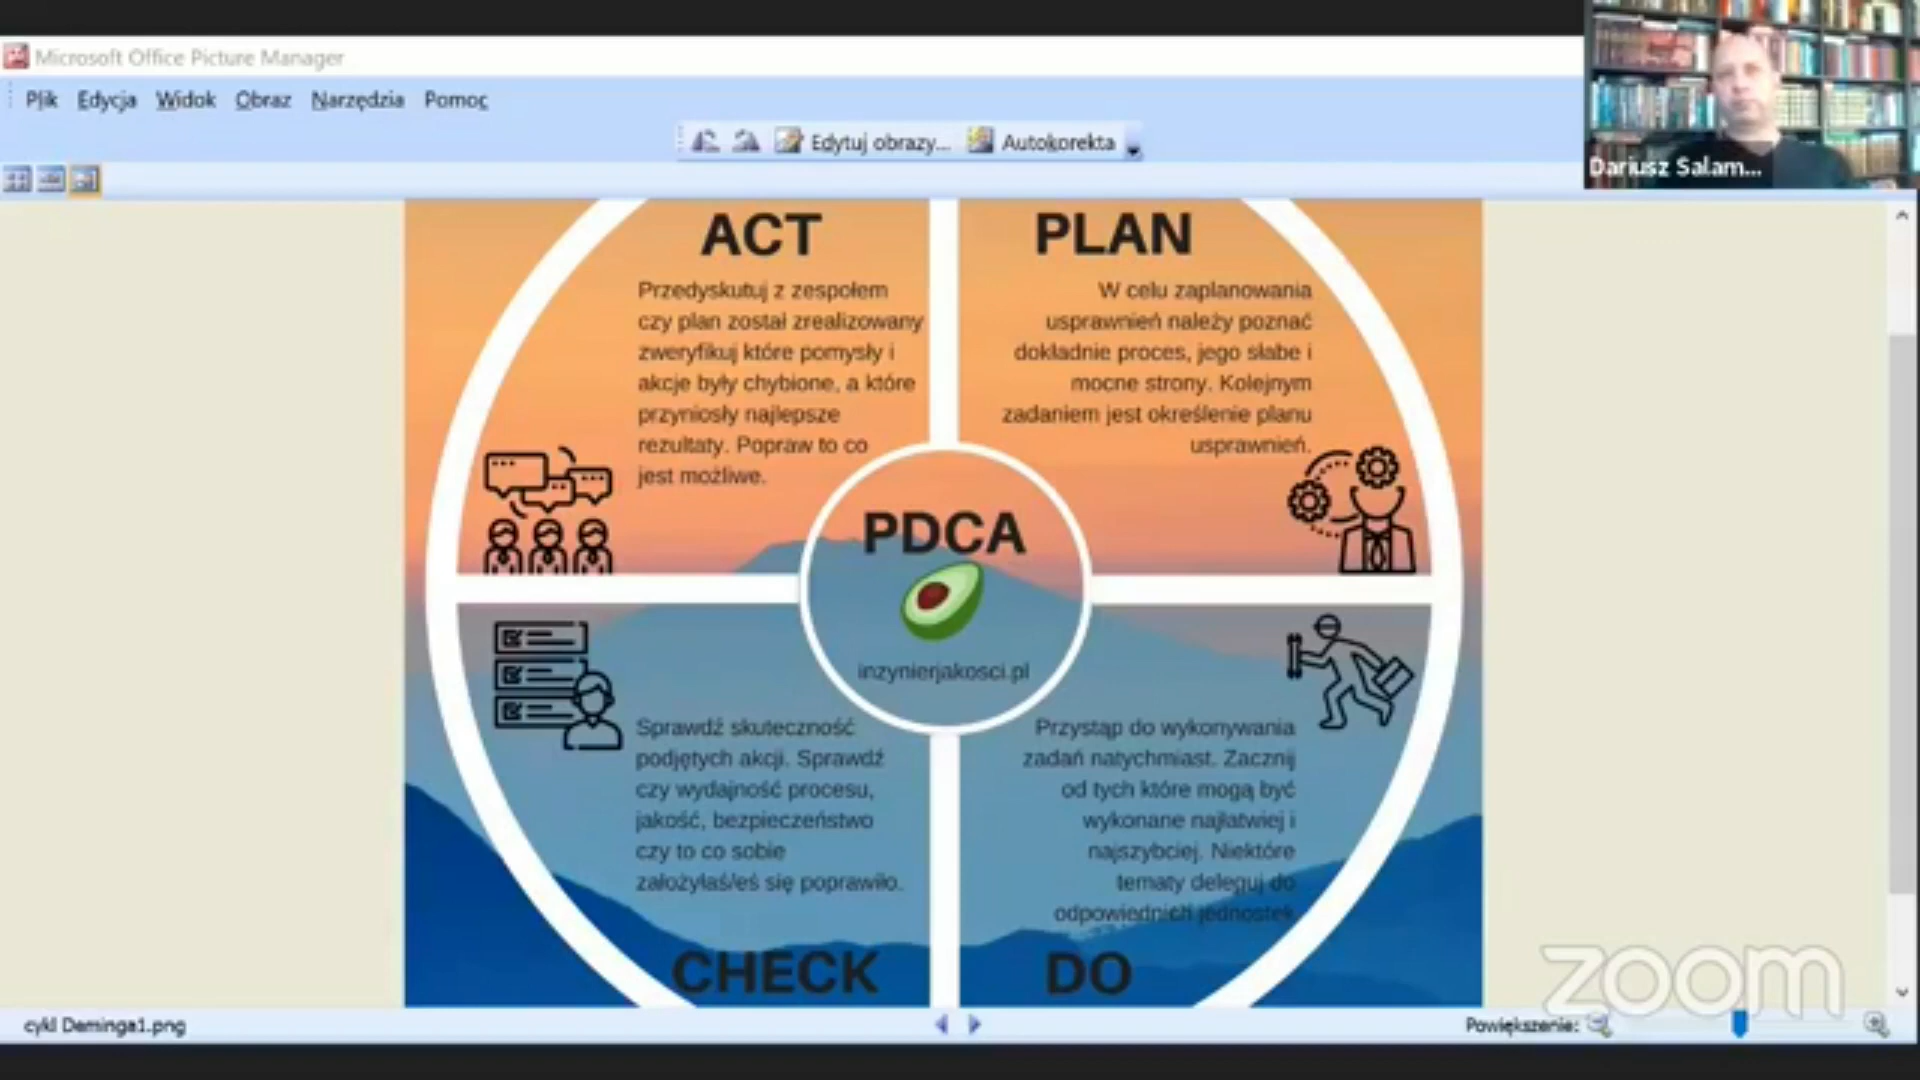 Microsoft Office Picture Manager
Plik Edycja Widok Obraz Narzędzia Pomoc
Edytuj obrazy... Autokorekta
Dariusz Salam...
ACT
Przedyskutuj z zespołem
czy plan został zrealizowany
zweryfikuj które pomysły i
akcje były chybione, a które
przyniosły najlepsze
rezultaty. Popraw to co
jest możliwe.
PLAN
W celu zaplanowania
usprawnień należy poznać
dokładnie proces, jego słabe i
mocne strony. Kolejnym
zadaniem jest określenie planu
usprawnień.
PDCA
inzynierjakosci.pl
Sprawdź skuteczność
podjętych akcji. Sprawdź
czy wydajność procesu,
jakość, bezpieczeństwo
czy to co sobie
założyłaś/eś się poprawiło.
CHECK
Przystąp do wykonywania
zadań natychmiast. Zacznij
od tych które mogą być
wykonane najłatwiej i
najszybciej. Niektóre
tematy deleguj do
odpowiednich jednostek.
DO
zoom
cykl Deminga1.png
Powiększenie: